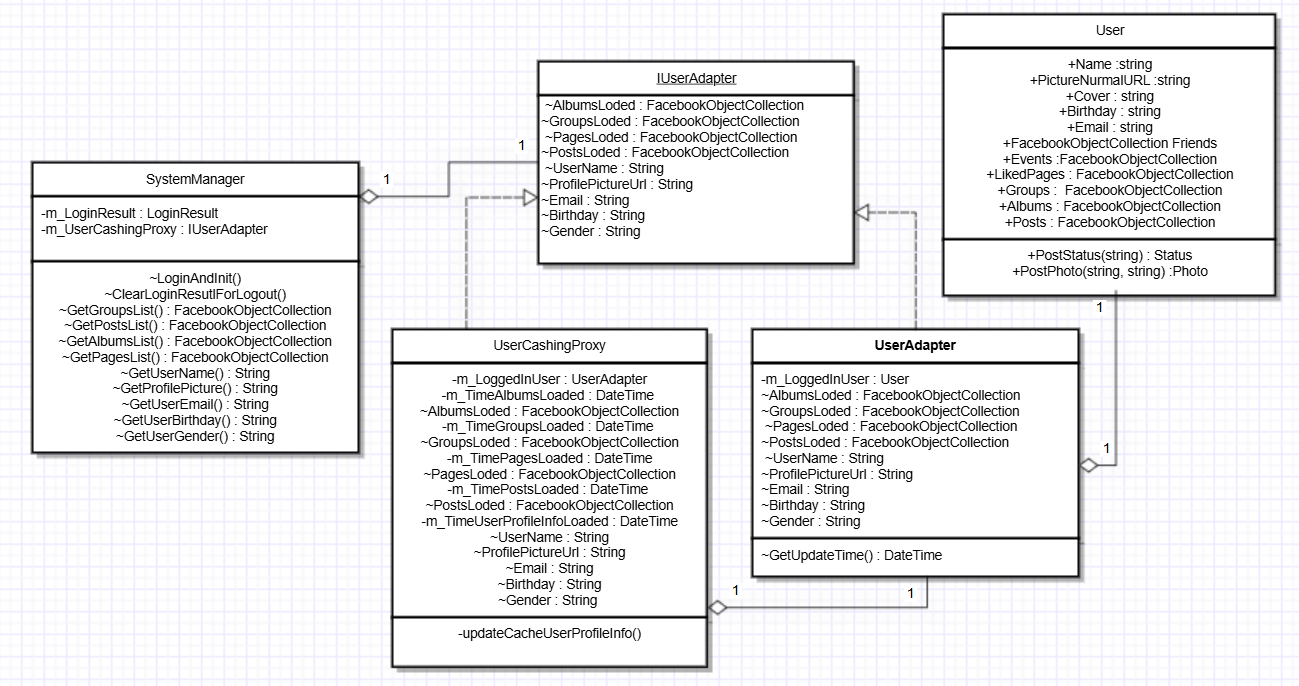 SystemManager
-m_LoginResult : LoginResult
-m_UserCashingProxy : IUserAdapter
~LoginAndInit()
~ClearLoginResutlForLogout()
~GetGroupsList() : FacebookObjectCollection
~GetPostsList() : FacebookObjectCollection
~GetAlbumsList() : FacebookObjectCollection
~GetPagesList() : FacebookObjectCollection
~GetUserName() : String
~GetProfilePicture() : String
~GetUserEmail() : String
~GetUserBirthday() : String
~GetUserGender() : String
1
1
IUserAdapter
~AlbumsLoded : FacebookObjectCollection
~GroupsLoded : FacebookObjectCollection
~PagesLoded : FacebookObjectCollection
~PostsLoded : FacebookObjectCollection
~UserName : String
~ProfilePictureUrl : String
~Email : String
~Birthday : String
~Gender : String
User
+Name :string
+PictureNurmalURL :string
+Cover : string
+Birthday : string
+Email : string
+FacebookObjectCollection Friends
+Events :FacebookObjectCollection
+LikedPages : FacebookObjectCollection
+Groups :  FacebookObjectCollection
+Albums : FacebookObjectCollection
+Posts : FacebookObjectCollection
+PostStatus(string) : Status
+PostPhoto(string, string) :Photo
1
UserCashingProxy
-m_LoggedInUser : UserAdapter
-m_TimeAlbumsLoaded : DateTime
~AlbumsLoded : FacebookObjectCollection
-m_TimeGroupsLoaded : DateTime
~GroupsLoded : FacebookObjectCollection
-m_TimePagesLoaded : DateTime
~PagesLoded : FacebookObjectCollection
-m_TimePostsLoaded : DateTime
~PostsLoded : FacebookObjectCollection
-m_TimeUserProfileInfoLoaded : DateTime
~UserName : String
~ProfilePictureUrl : String
~Email : String
~Birthday : String
~Gender : String
-updateCacheUserProfileInfo()
UserAdapter
-m_LoggedInUser : User
~AlbumsLoded : FacebookObjectCollection
~GroupsLoded : FacebookObjectCollection
~PagesLoded : FacebookObjectCollection
~PostsLoded : FacebookObjectCollection
~UserName : String
~ProfilePictureUrl : String
~Email : String
~Birthday : String
~Gender : String
~GetUpdateTime() : DateTime
1
1
1